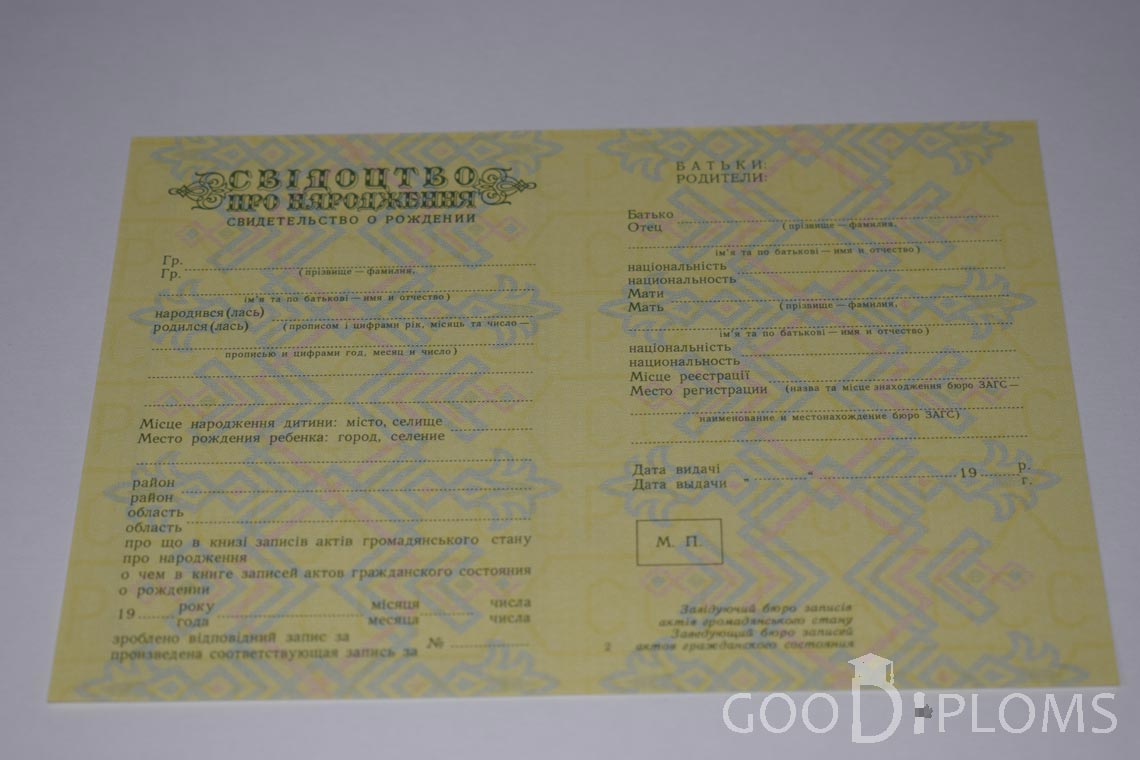 СВІДОЦТВО
ПРО НАРОДЖЕННЯ
СВИДЕТЕЛЬСТВО О РОЖДЕНИИ
Гр.
Гр.
(прізвище — фамилия,
ім'я та по батькові — имя и отчество)
народився (лась)
родился (лась)
(прописом і цифрами рік, місяць та число —
прописью и цифрами год, месяц и число)
Місце народження дитини: місто, селище
Место рождения ребенка: город, селение
район
район
область
область
про що в книзі записів актів громадянського стану
про народження
о чем в книге записей актов гражданского состояния
о рождении
19 року місяця числа
года месяца числа
зроблено відповідний запис за
произведена соответствующая запись за №
БАТЬКИ:
РОДИТЕЛИ:
Батько
Отец
(прізвище — фамилия,
ім'я та по батькові — имя и отчество)
національність
национальность
Мати
Мать
(прізвище — фамилия,
ім'я та по батькові — имя и отчество)
національність
национальность
Місце реєстрації
Место регистрации (назва та місце знаходження бюро ЗАГС —
наименование и местонахождение бюро ЗАГС)
Дата видачі
Дата выдачи " " 19 р.
г.
М. П.
Завідуючий бюро записів
актів громадянського стану
Заведующий бюро записей
2 актов гражданского состояния
GOODIPLOMS